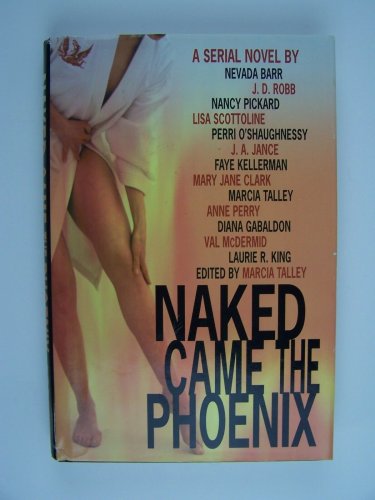 A SERIAL NOVEL BY
NEVADA BARR
J. D. ROBB
NANCY PICKARD
LISA SCOTTOLINE
PERRI O'SHAUGHNESSY
J. A. JANCE
FAYE KELLERMAN
MARY JANE CLARK
MARCIA TALLEY
ANNE PERRY
DIANA GABALDON
VAL McDERMID
LAURIE R. KING
EDITED BY MARCIA TALLEY
NAKED
CAME THE
PHOENIX